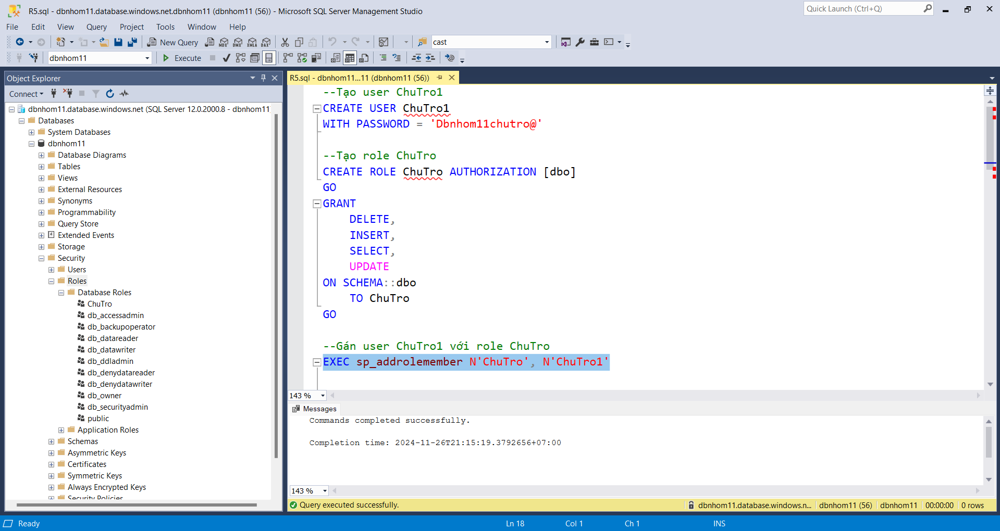 R5.sql - dbnhom11.database.windows.net.dbnhom11 (dbnhom11 (56)) - Microsoft SQL Server Management Studio
Quick Launch (Ctrl+Q)
File Edit View Query Project Tools Window Help
New Query
MDX DMX XMLA DAX
cast
dbnhom11
Execute
Object Explorer
Connect
dbnhom11.database.windows.net (SQL Server 12.0.2000.8 - dbnhom11)
Databases
System Databases
dbnhom11
Database Diagrams
Tables
Views
External Resources
Synonyms
Programmability
Query Store
Extended Events
Storage
Security
Users
Roles
Database Roles
ChuTro
db_accessadmin
db_backupoperator
db_datareader
db_datawriter
db_ddladmin
db_denydatareader
db_denydatawriter
db_owner
db_securityadmin
public
Application Roles
Schemas
Asymmetric Keys
Certificates
Symmetric Keys
Always Encrypted Keys
Security Policies
R5.sql - dbnhom11...11 (dbnhom11 (56))
--Tạo user ChuTro1
CREATE USER ChuTro1
WITH PASSWORD = 'Dbnhom11chutro@'
--Tạo role ChuTro
CREATE ROLE ChuTro AUTHORIZATION [dbo]
GO
GRANT
DELETE,
INSERT,
SELECT,
UPDATE
ON SCHEMA::dbo
TO ChuTro
GO
--Gán user ChuTro1 với role ChuTro
EXEC sp_addrolemember N'ChuTro', N'ChuTro1'
143 %
Messages
Commands completed successfully.
Completion time: 2024-11-26T21:15:19.3792656+07:00
143 %
Query executed successfully.
dbnhom11.database.windows.n... dbnhom11 (56) dbnhom11 00:00:00 0 rows
Ready Ln 18 Col 1 Ch 1 INS